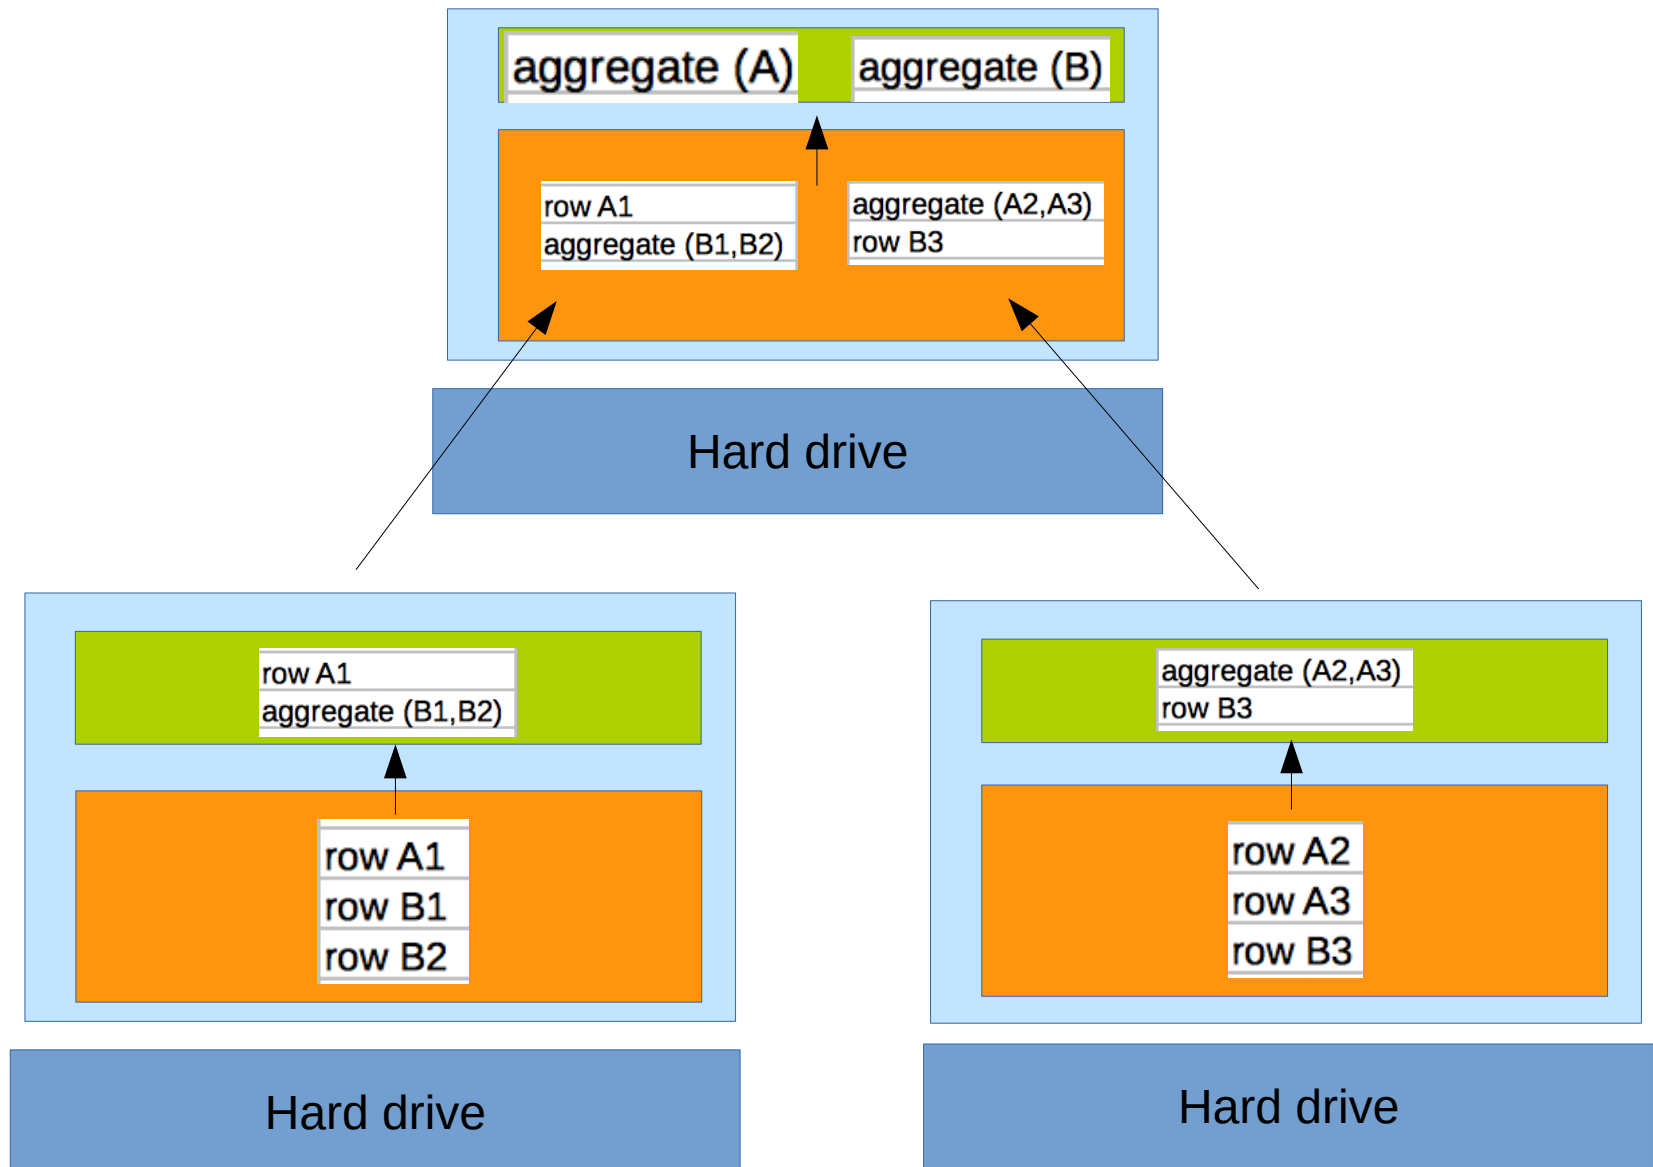 aggregate (A)
aggregate (B)
row A1
aggregate (B1,B2)
aggregate (A2,A3)
row B3
Hard drive
row A1
aggregate (B1,B2)
row A1
row B1
row B2
Hard drive
aggregate (A2,A3)
row B3
row A2
row A3
row B3
Hard drive